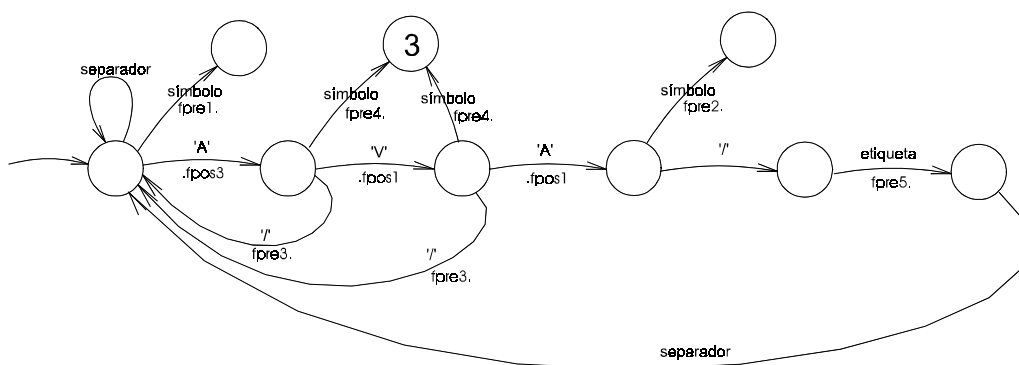 3
separador
símbolo
fpre1.
símbolo
fpre4.
símbolo
fpre4.
símbolo
fpre2.
'A'
.fpos3
'V'
.fpos1
'A'
.fpos1
'/'
etiqueta
fpre5.
'/'
fpre3.
'/'
fpre3.
separador